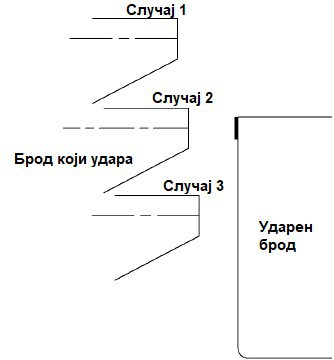 Случај 1
Случај 2
Брод који удара
Случај 3
Ударен
брод